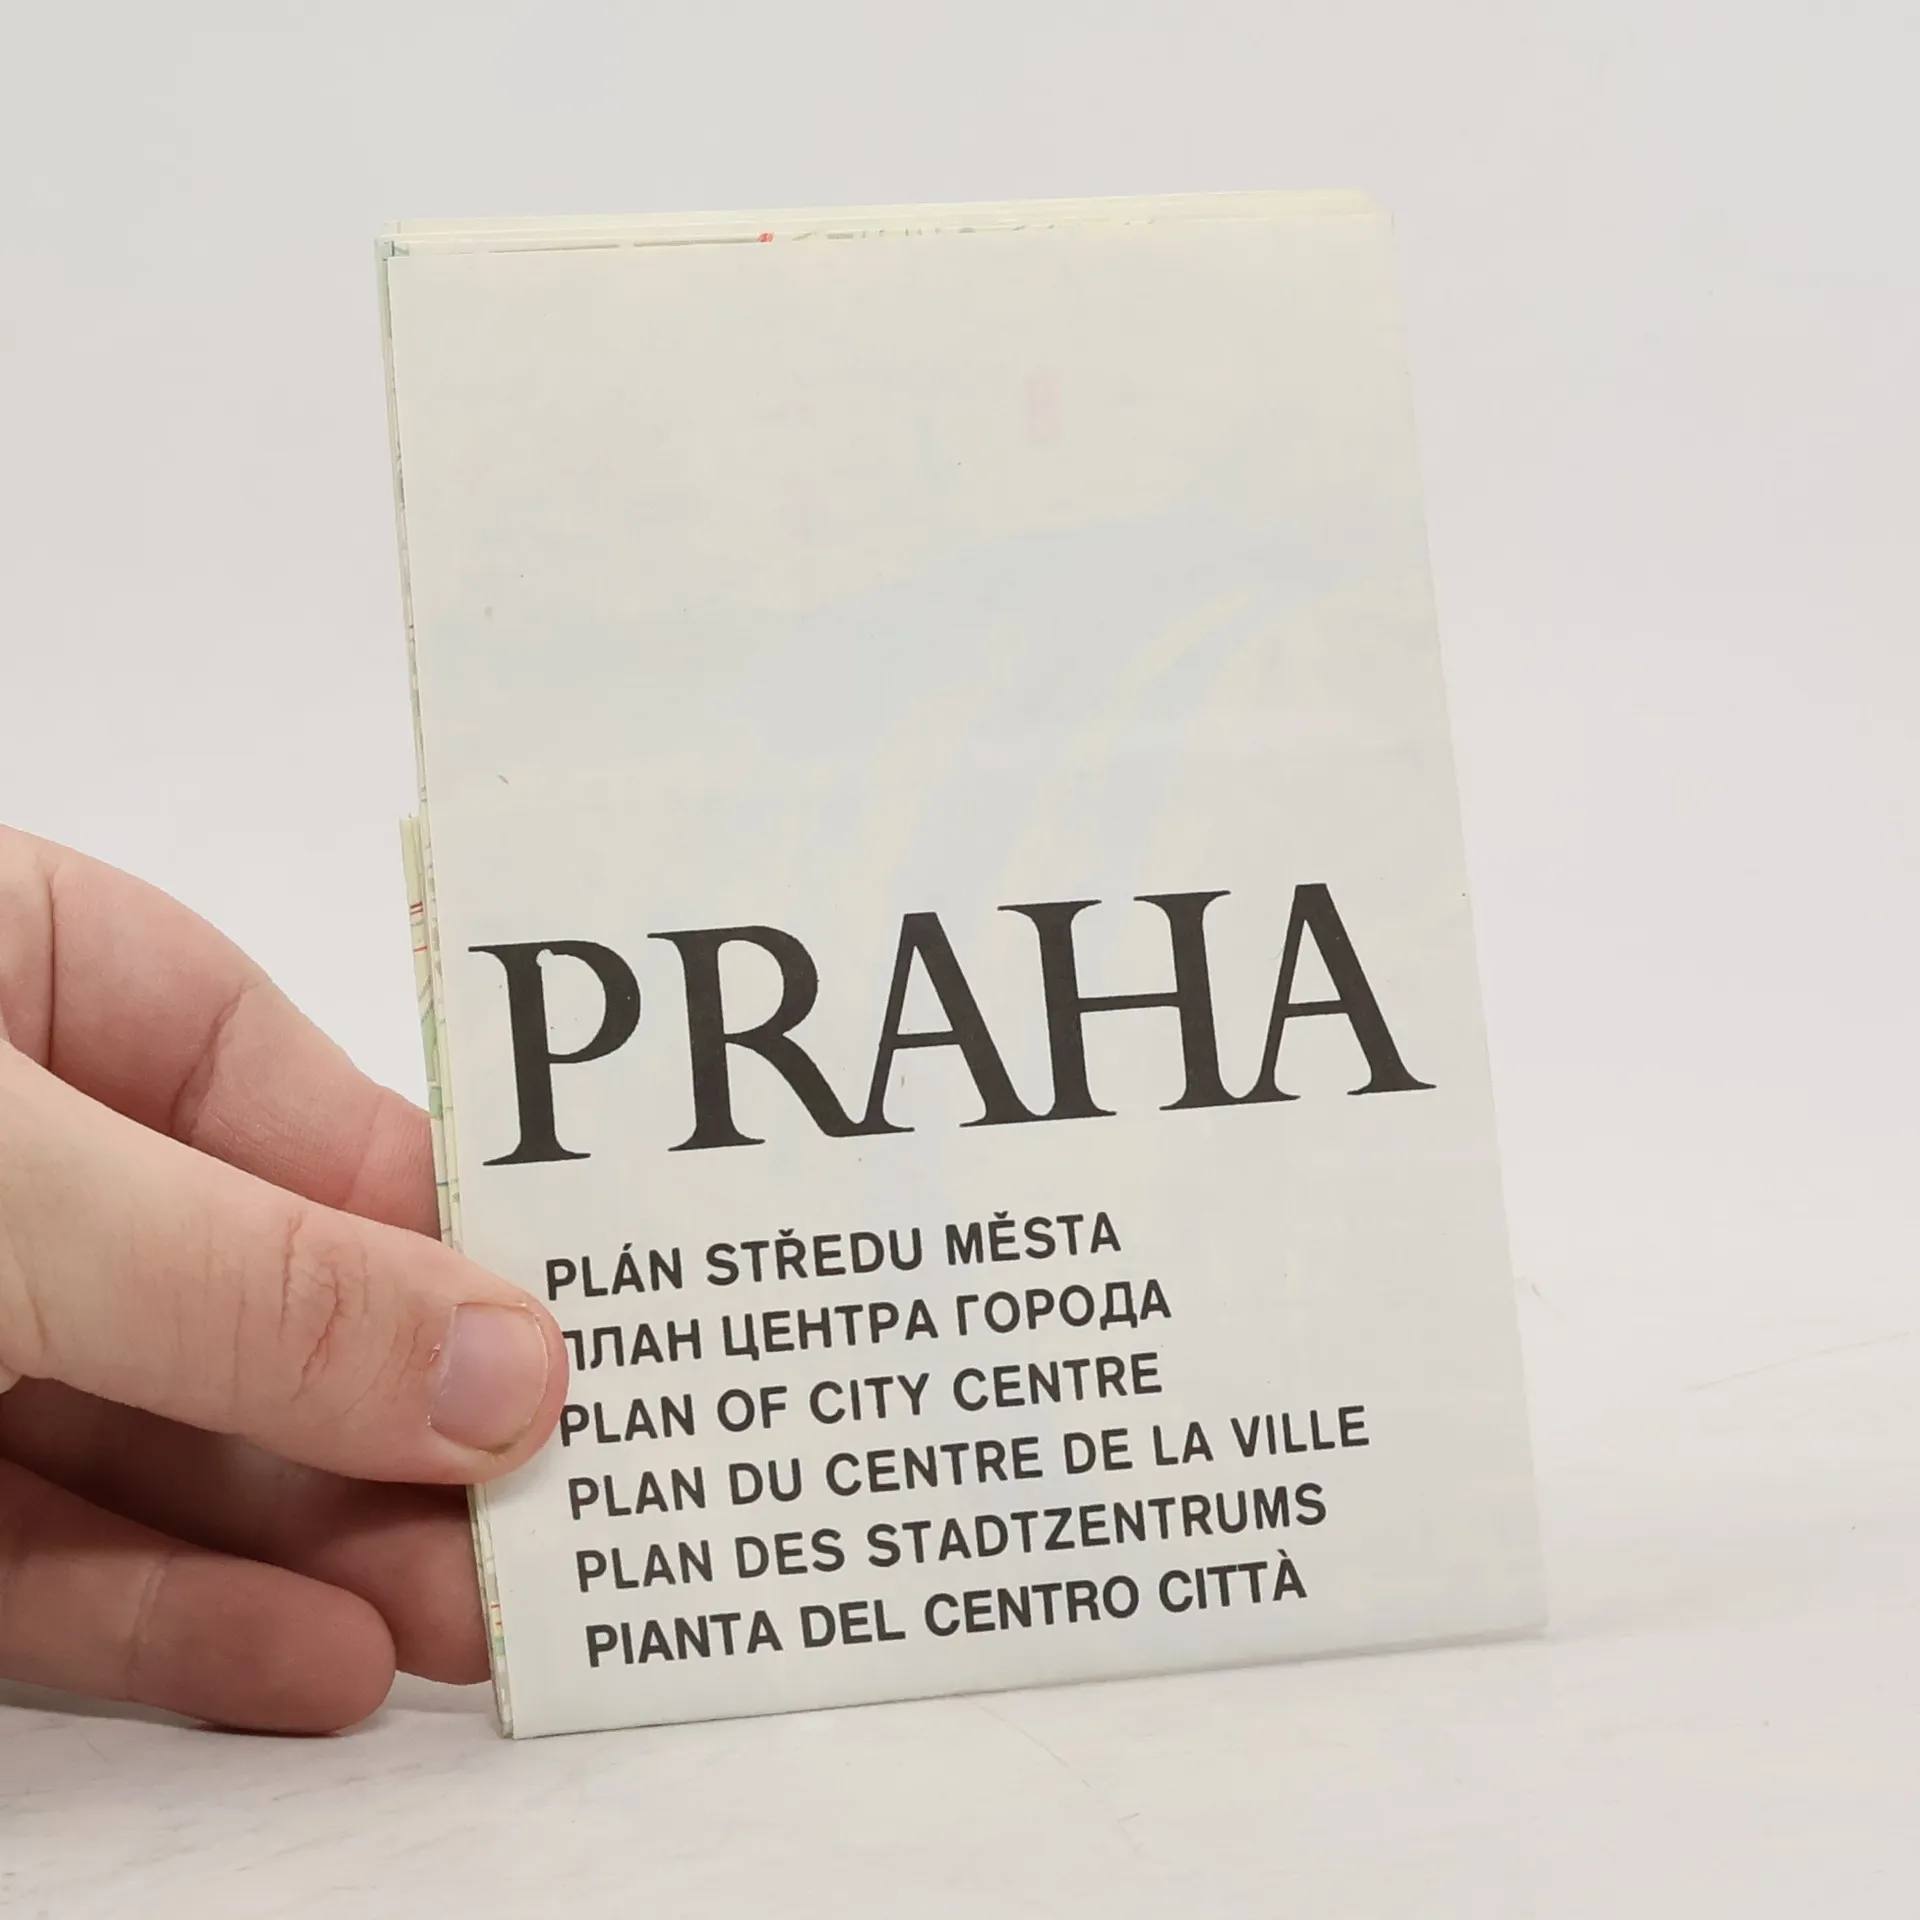 PRAHA
PLÁN STŘEDU MĚSTA
ПЛАН ЦЕНТРА ГОРОДА
PLAN OF CITY CENTRE
PLAN DU CENTRE DE LA VILLE
PLAN DES STADTZENTRUMS
PIANTA DEL CENTRO CITTÀ